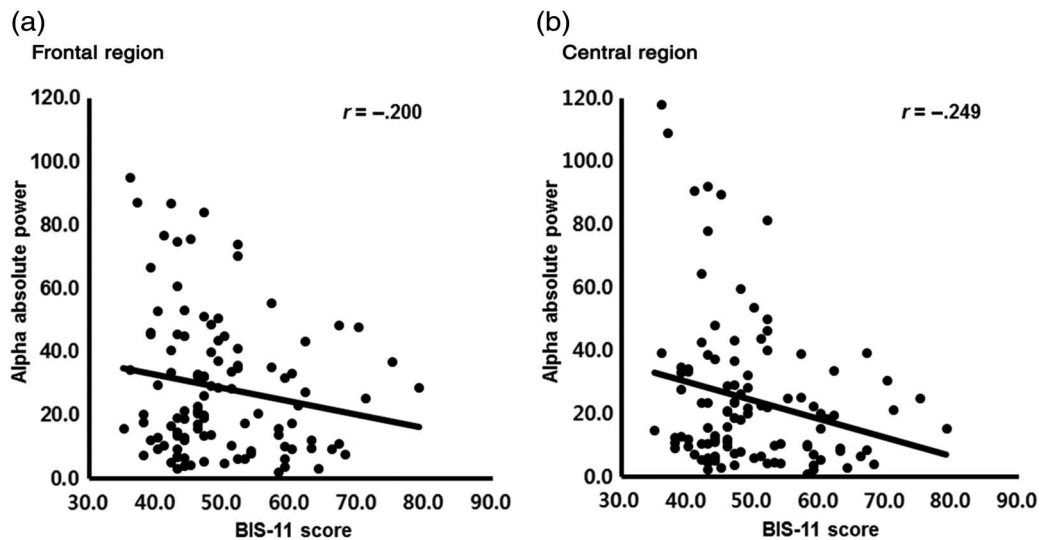 (a)
Frontal region
r = –.200
Alpha absolute power
120.0
100.0
80.0
60.0
40.0
20.0
0.0
30.0 40.0 50.0 60.0 70.0 80.0 90.0
BIS-11 score
(b)
Central region
r = –.249
Alpha absolute power
120.0
100.0
80.0
60.0
40.0
20.0
0.0
30.0 40.0 50.0 60.0 70.0 80.0 90.0
BIS-11 score